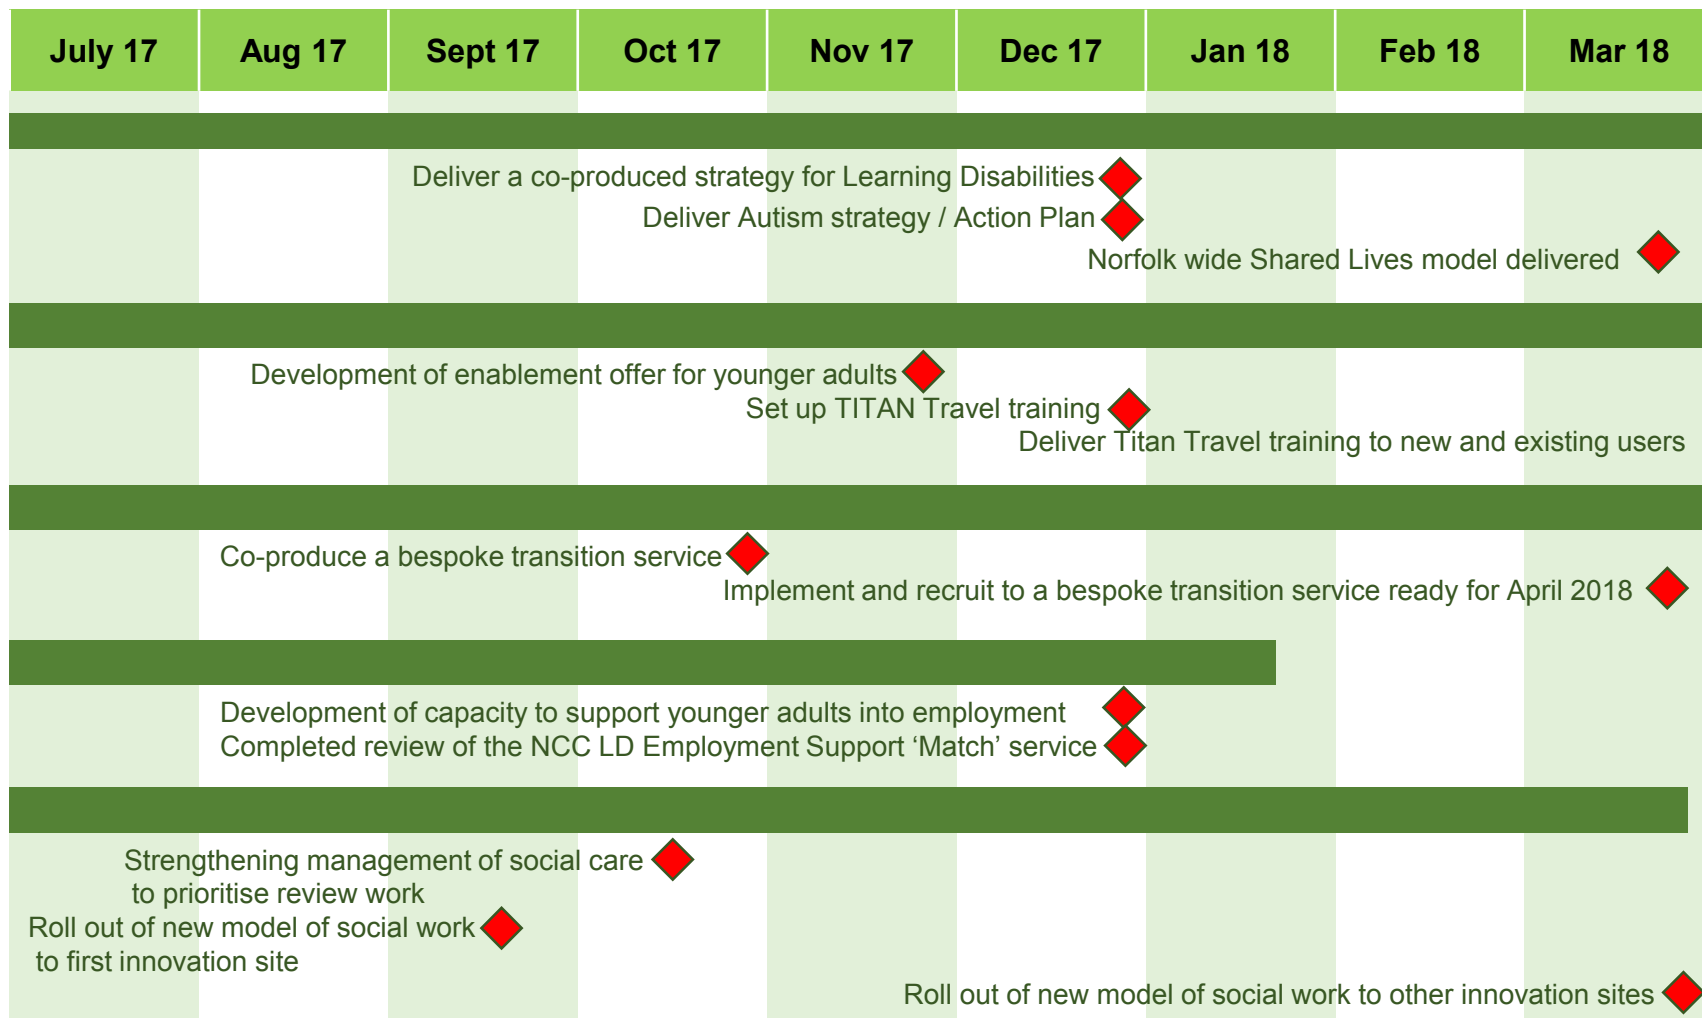 July 17 Aug 17 Sept 17 Oct 17 Nov 17 Dec 17 Jan 18 Feb 18 Mar 18
Deliver a co-produced strategy for Learning Disabilities
Deliver Autism strategy / Action Plan
Norfolk wide Shared Lives model delivered
Development of enablement offer for younger adults
Set up TITAN Travel training
Deliver Titan Travel training to new and existing users
Co-produce a bespoke transition service
Implement and recruit to a bespoke transition service ready for April 2018
Development of capacity to support younger adults into employment
Completed review of the NCC LD Employment Support ‘Match’ service
Strengthening management of social care
to prioritise review work
Roll out of new model of social work
to first innovation site
Roll out of new model of social work to other innovation sites